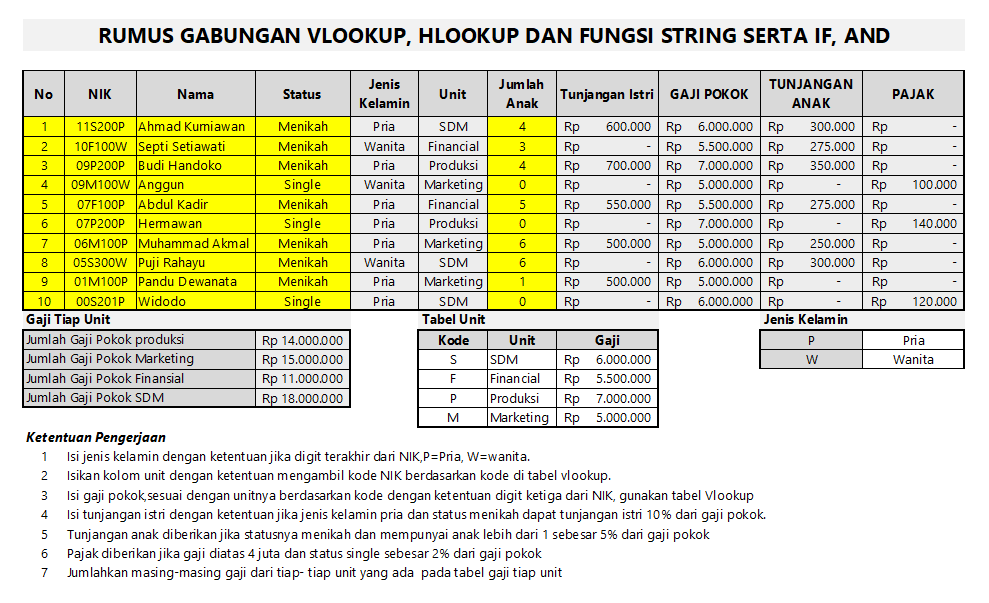 RUMUS GABUNGAN VLOOKUP, HLOOKUP DAN FUNGSI STRING SERTA IF, AND
No NIK Nama Status Jenis Kelamin Unit Jumlah Anak Tunjangan Istri GAJI POKOK TUNJANGAN ANAK PAJAK
1 11S200P Ahmad Kurniawan Menikah Pria SDM 4 Rp 600.000 Rp 6.000.000 Rp 300.000 Rp -
2 10F100W Septi Setiawati Menikah Wanita Financial 3 Rp - Rp 5.500.000 Rp 275.000 Rp -
3 09P200P Budi Handoko Menikah Pria Produksi 4 Rp 700.000 Rp 7.000.000 Rp 350.000 Rp -
4 09M100W Anggun Single Wanita Marketing 0 Rp - Rp 5.000.000 Rp - Rp 100.000
5 07F100P Abdul Kadir Menikah Pria Financial 5 Rp 550.000 Rp 5.500.000 Rp 275.000 Rp -
6 07P200P Hermawan Single Pria Produksi 0 Rp - Rp 7.000.000 Rp - Rp 140.000
7 06M100P Muhammad Akmal Menikah Pria Marketing 6 Rp 500.000 Rp 5.000.000 Rp 250.000 Rp -
8 05S300W Puji Rahayu Menikah Wanita SDM 6 Rp - Rp 6.000.000 Rp 300.000 Rp -
9 01M100P Pandu Dewanata Menikah Pria Marketing 1 Rp 500.000 Rp 5.000.000 Rp - Rp -
10 00S201P Widodo Single Pria SDM 0 Rp - Rp 6.000.000 Rp - Rp 120.000
Gaji Tiap Unit
Jumlah Gaji Pokok produksi Rp 14.000.000
Jumlah Gaji Pokok Marketing Rp 15.000.000
Jumlah Gaji Pokok Finansial Rp 11.000.000
Jumlah Gaji Pokok SDM Rp 18.000.000
Tabel Unit
Kode Unit Gaji
S SDM Rp 6.000.000
F Financial Rp 5.500.000
P Produksi Rp 7.000.000
M Marketing Rp 5.000.000
Jenis Kelamin
P Pria
W Wanita
Ketentuan Pengerjaan
1 Isi jenis kelamin dengan ketentuan jika digit terakhir dari NIK,P=Pria, W=wanita.
2 Isikan kolom unit dengan ketentuan mengambil kode NIK berdasarkan kode di tabel vlookup.
3 Isi gaji pokok,sesuai dengan unitnya berdasarkan kode dengan ketentuan digit ketiga dari NIK, gunakan tabel Vlookup
4 Isi tunjangan istri dengan ketentuan jika jenis kelamin pria dan status menikah dapat tunjangan istri 10% dari gaji pokok.
5 Tunjangan anak diberikan jika statusnya menikah dan mempunyai anak lebih dari 1 sebesar 5% dari gaji pokok
6 Pajak diberikan jika gaji diatas 4 juta dan status single sebesar 2% dari gaji pokok
7 Jumlahkan masing-masing gaji dari tiap- tiap unit yang ada pada tabel gaji tiap unit